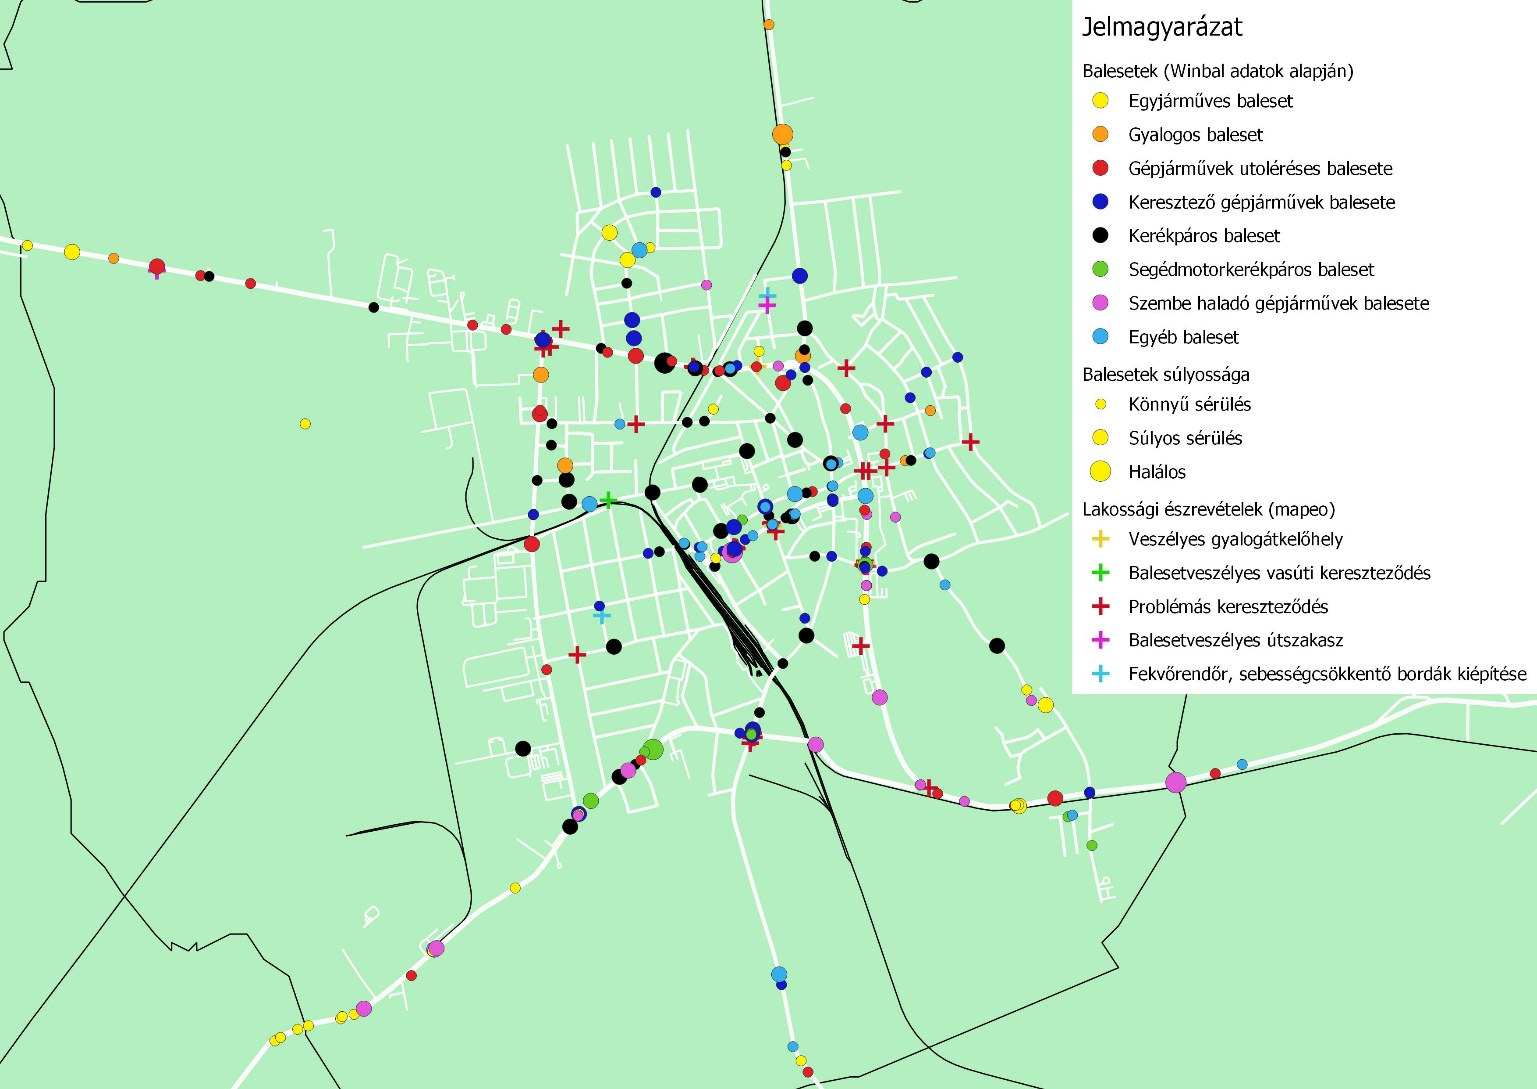 Jelmagyarázat
Balesetek (Winbal adatok alapján)
Egyjárműves baleset
Gyalogos baleset
Gépjárművek utoléréses balesete
Keresztező gépjárművek balesete
Kerékpáros baleset
Segédmotorkerékpáros baleset
Szembe haladó gépjárművek balesete
Egyéb baleset
Balesetek súlyossága
Könnyű sérülés
Súlyos sérülés
Halálos
Lakossági észrevételek (mapeo)
Veszélyes gyalogátkelőhely
Balesetveszélyes vasúti kereszteződés
Problémás kereszteződés
Balesetveszélyes útszakasz
Fekvőrendőr, sebességcsökkentő bordák kiépítése